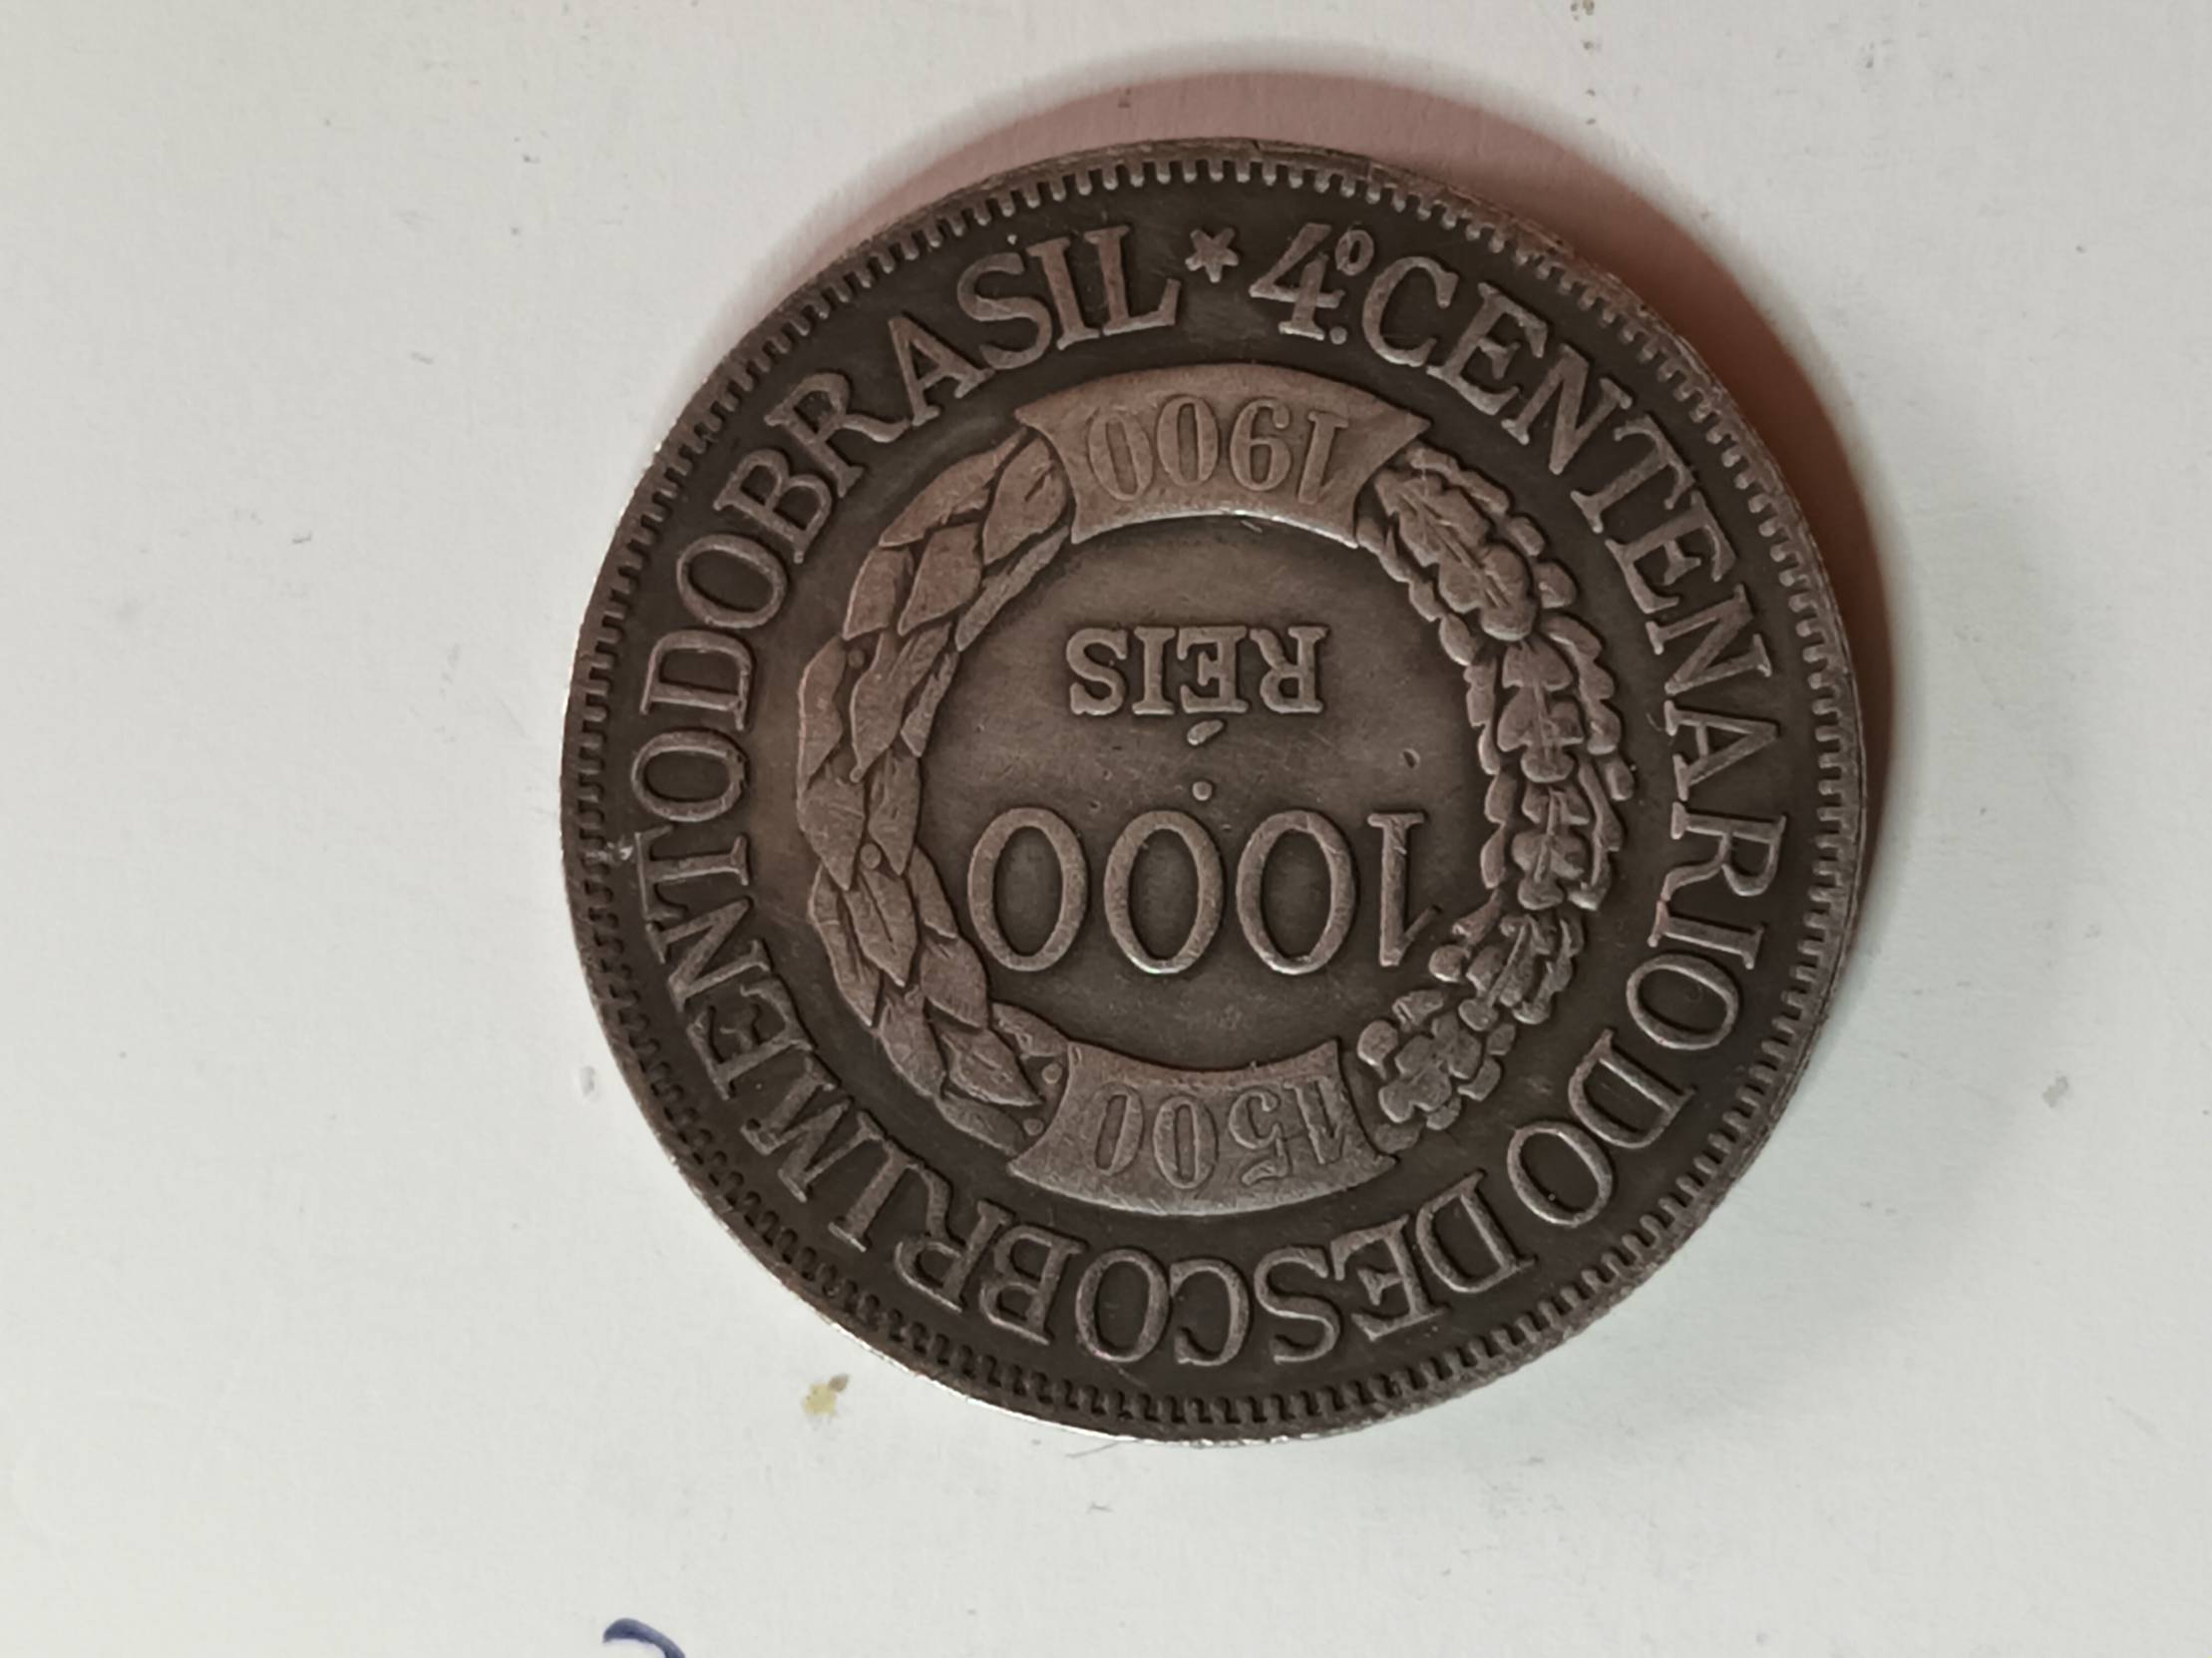 4º. CENTENARIO DO DESCOBRIMENTO DO BRASIL *
1500
1000
RÉIS
1900